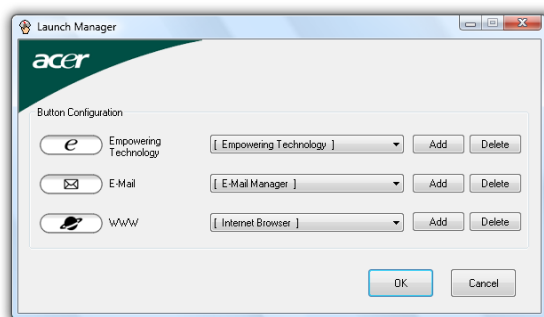 Launch Manager
acer
Button Configuration
e Empowering Technology [ Empowering Technology ] Add Delete
E-Mail [ E-Mail Manager ] Add Delete
WWW [ Internet Browser ] Add Delete
OK Cancel